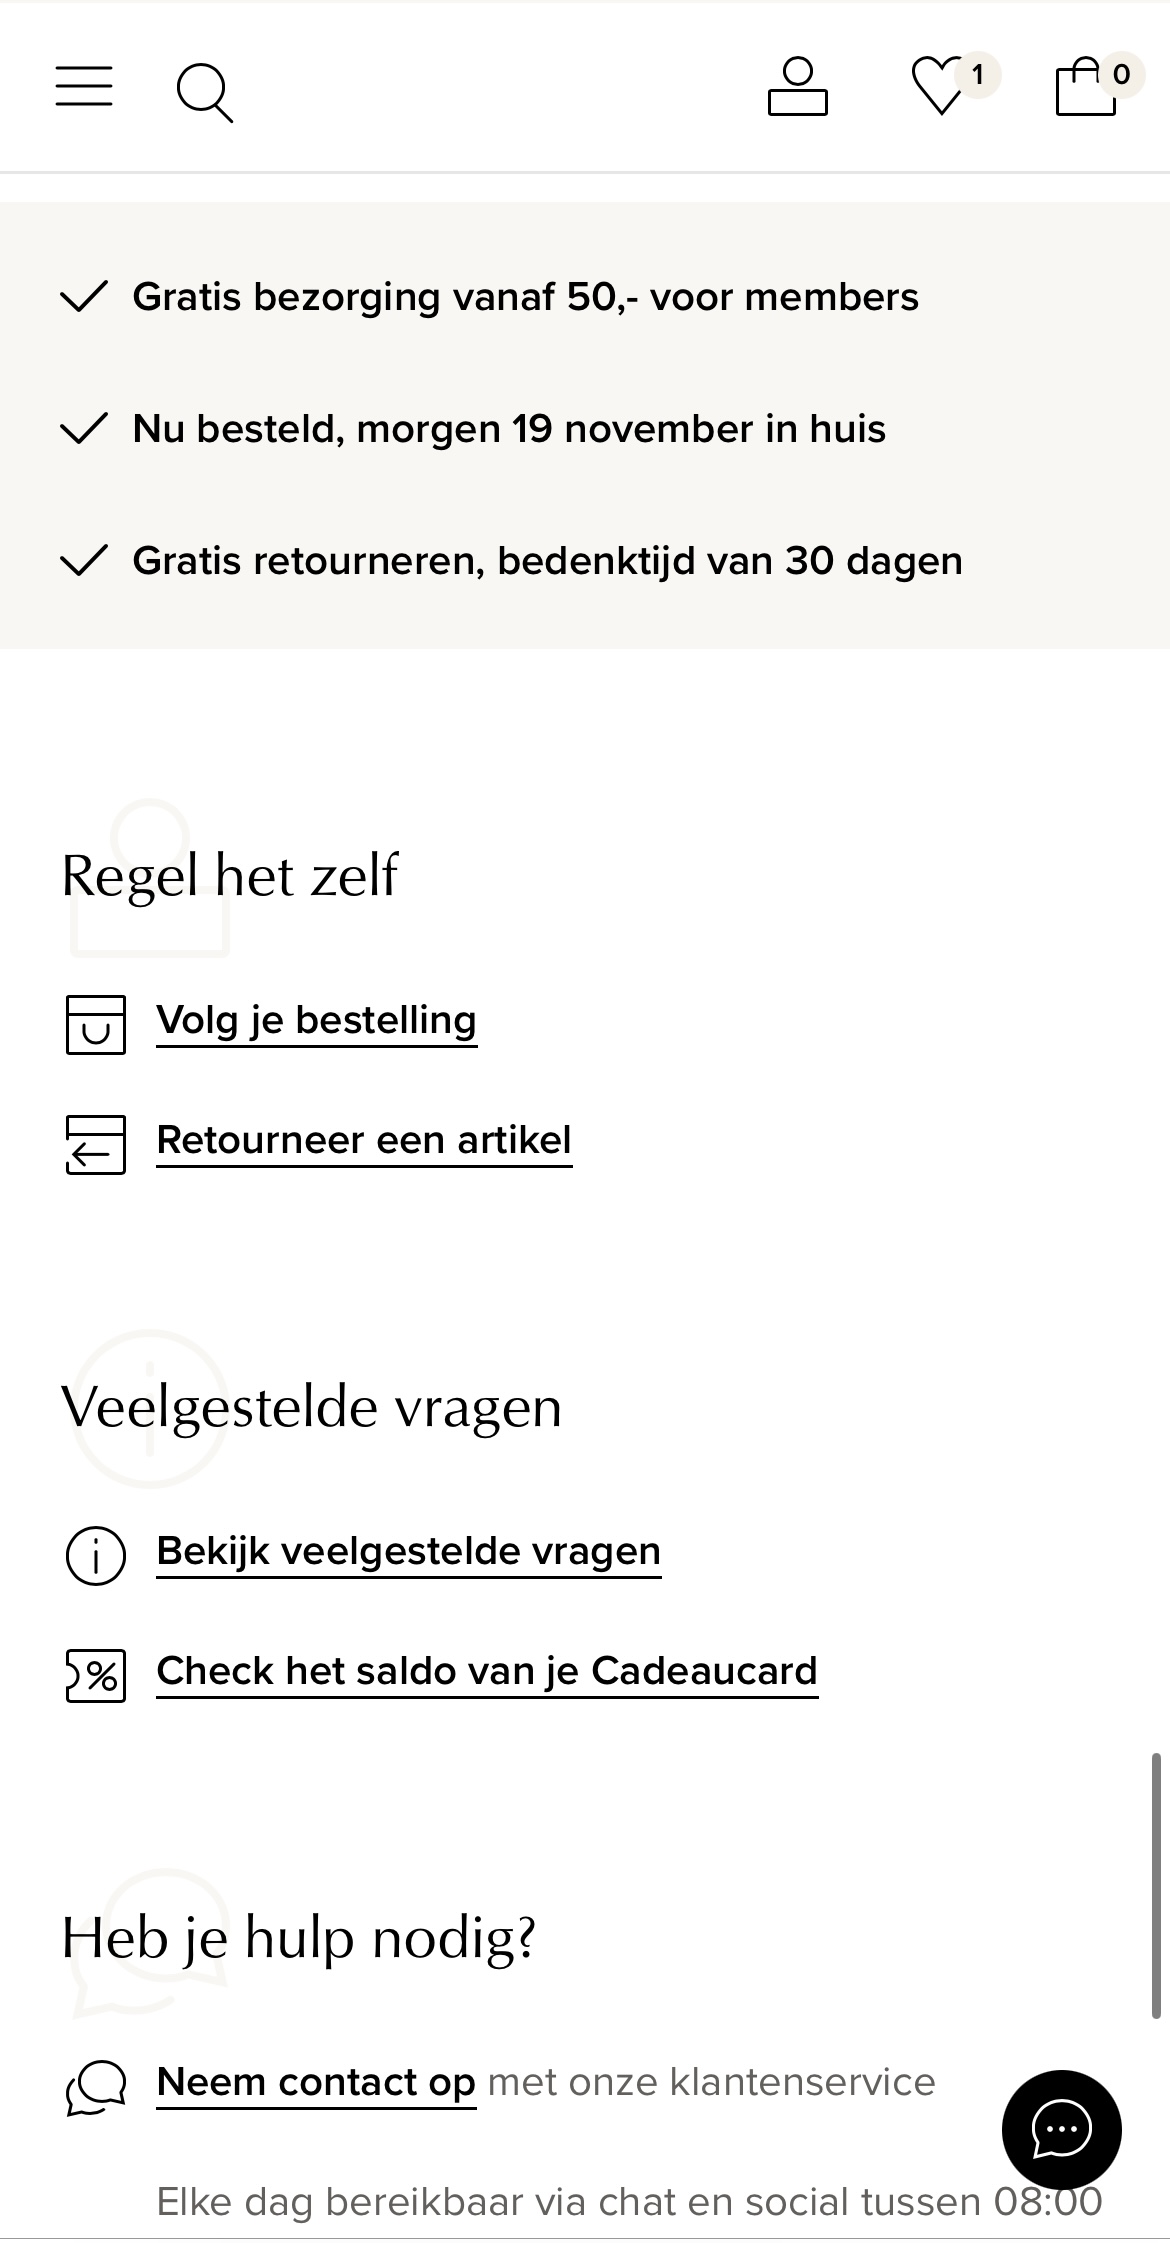 1
0
Gratis bezorging vanaf 50,- voor members
Nu besteld, morgen 19 november in huis
Gratis retourneren, bedenktijd van 30 dagen
Regel het zelf
Volg je bestelling
Retourneer een artikel
Veelgestelde vragen
Bekijk veelgestelde vragen
%
Check het saldo van je Cadeaucard
Heb je hulp nodig?
Neem contact op met onze klantenservice
Elke dag bereikbaar via chat en social tussen 08:00